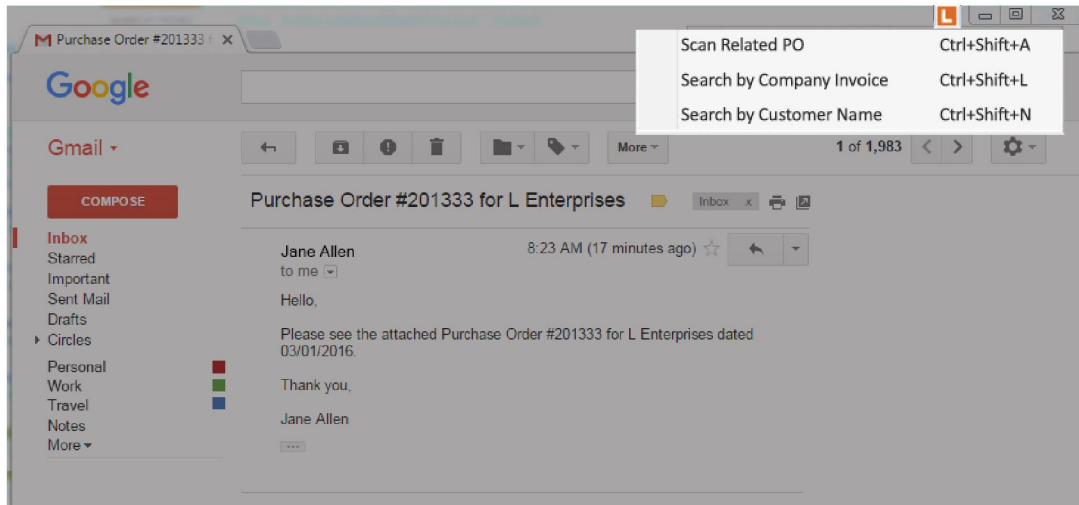 L
Purchase Order #201333 f
Scan Related PO Ctrl+Shift+A
Google
Search by Company Invoice Ctrl+Shift+L
Search by Customer Name Ctrl+Shift+N
Gmail
More
1 of 1,983
COMPOSE
Purchase Order #201333 for L Enterprises
Inbox x
Inbox
Starred
Important
Sent Mail
Drafts
Circles
Personal
Work
Travel
Notes
More
Jane Allen
8:23 AM (17 minutes ago)
to me
Hello,
Please see the attached Purchase Order #201333 for L Enterprises dated
03/01/2016.
Thank you,
Jane Allen